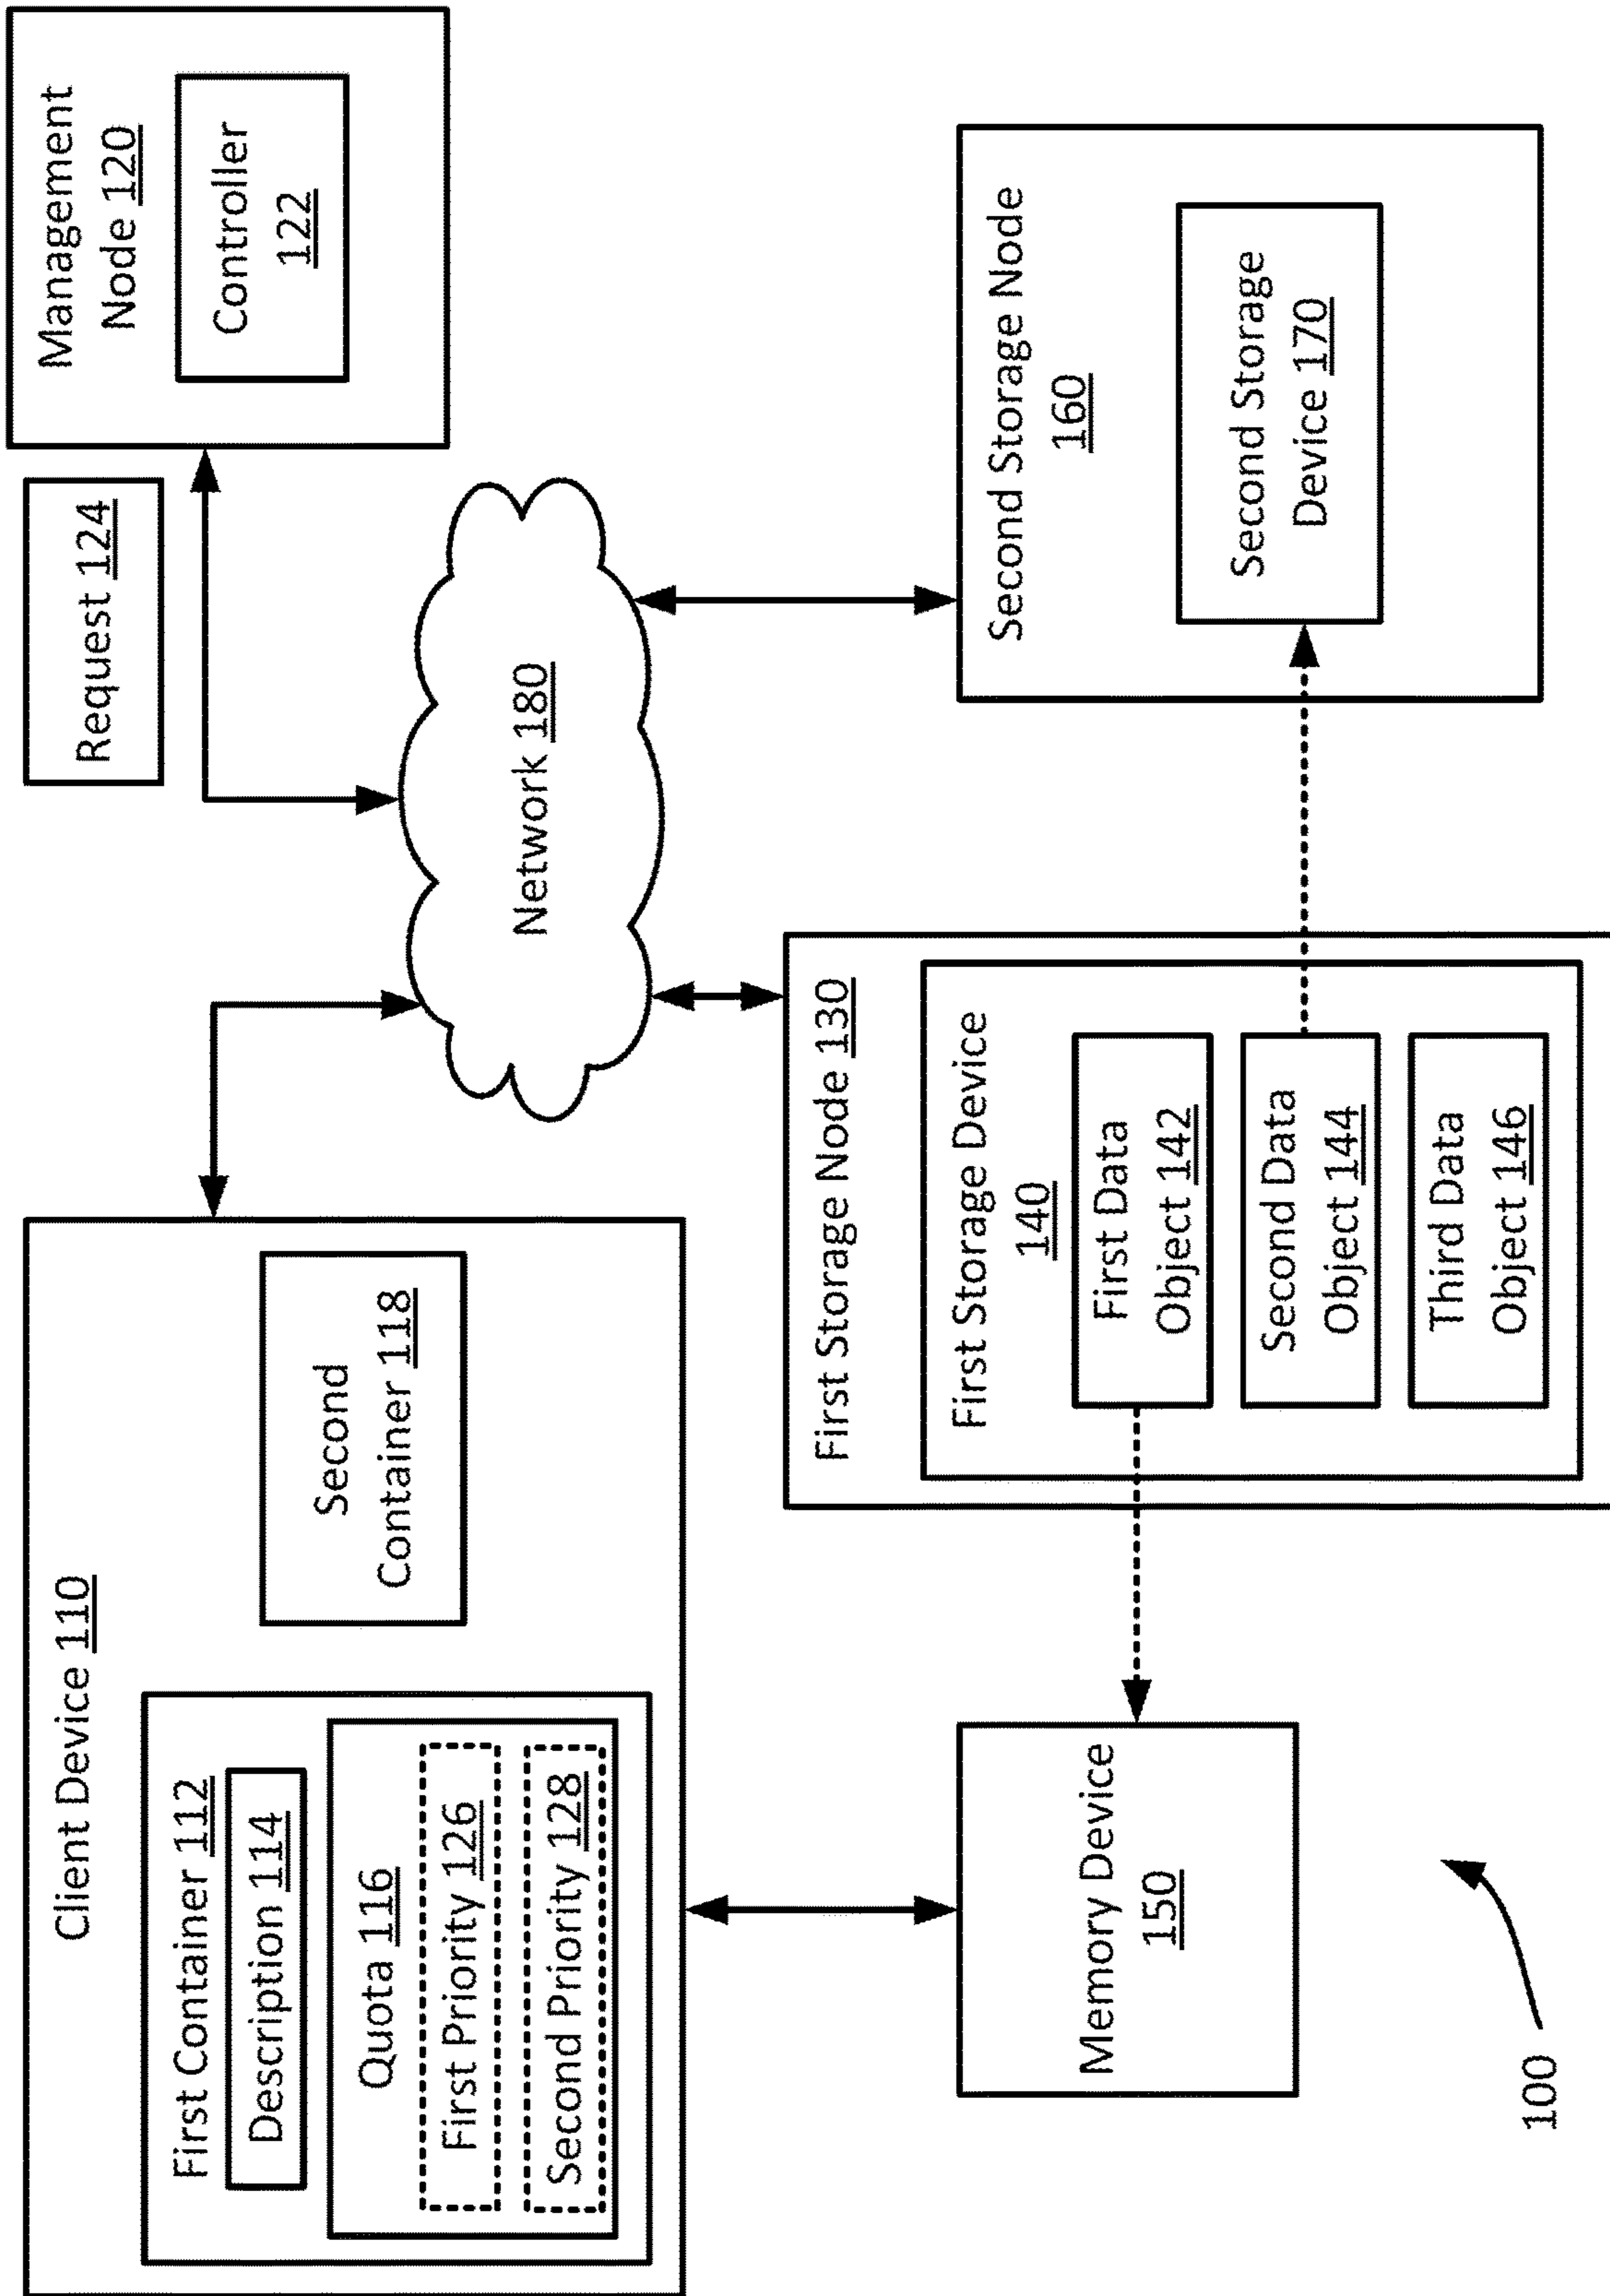 Client Device 110
First Container 112
Description 114
Quota 116
First Priority 126
Second Priority 128
Second
Container 118
Request 124
Management
Node 120
Controller
122
Network 180
Memory Device
150
First Storage Node 130
First Storage Device
140
First Data
Object 142
Second Data
Object 144
Third Data
Object 146
Second Storage Node
160
Second Storage
Device 170
100